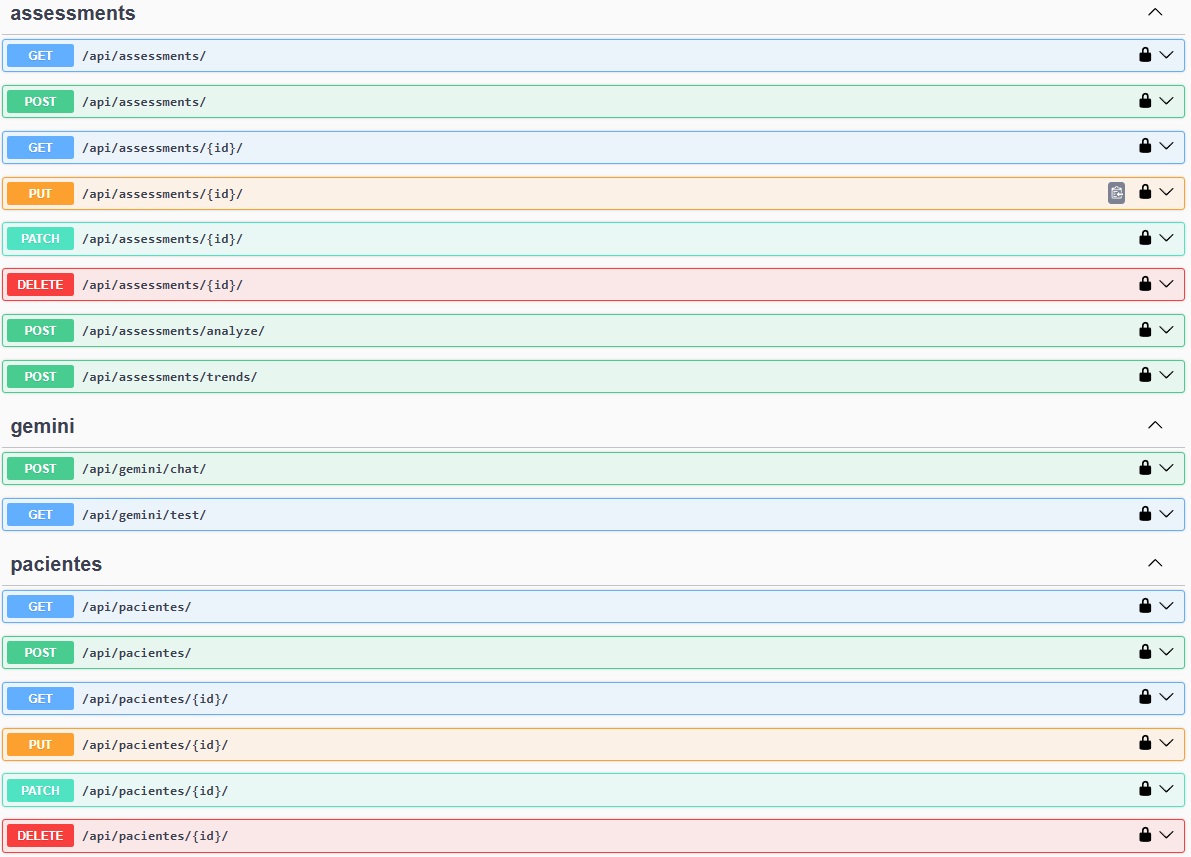 assessments
GET /api/assessments/
POST /api/assessments/
GET /api/assessments/{id}/
PUT /api/assessments/{id}/
PATCH /api/assessments/{id}/
DELETE /api/assessments/{id}/
POST /api/assessments/analyze/
POST /api/assessments/trends/
gemini
POST /api/gemini/chat/
GET /api/gemini/test/
pacientes
GET /api/pacientes/
POST /api/pacientes/
GET /api/pacientes/{id}/
PUT /api/pacientes/{id}/
PATCH /api/pacientes/{id}/
DELETE /api/pacientes/{id}/